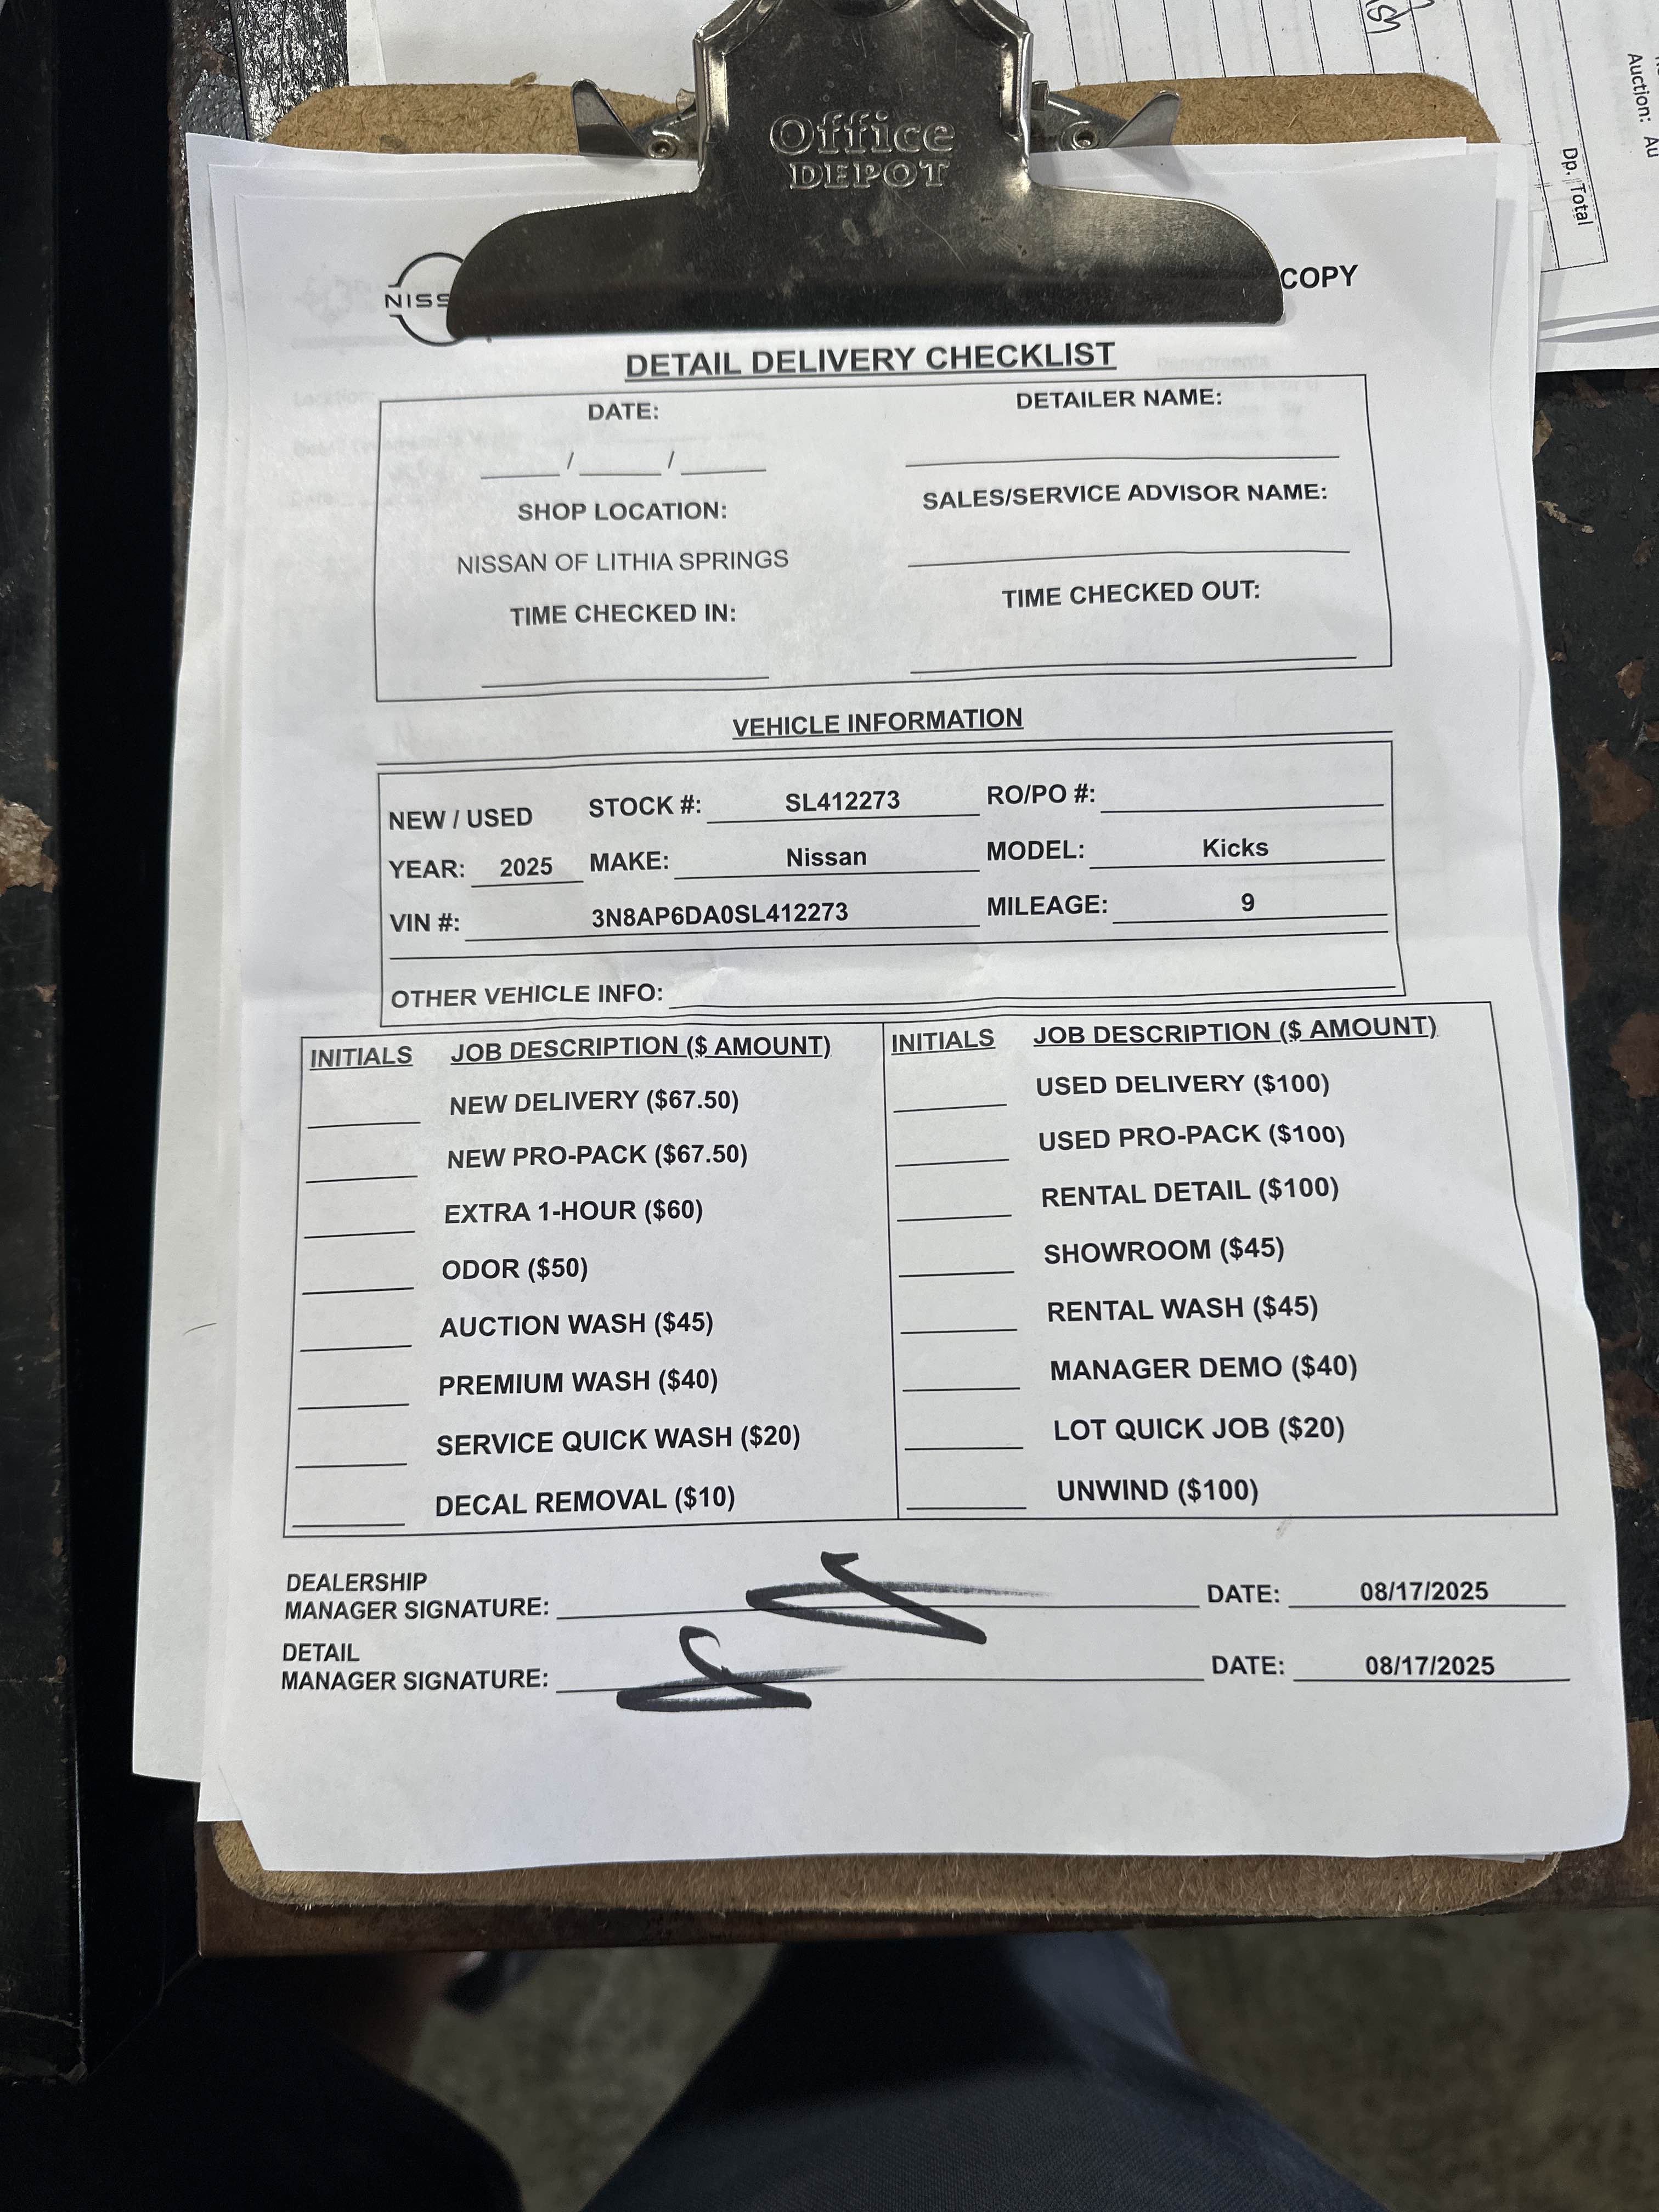 Office
DEPOT
Auction: Au
Dp. Total
NISS
COPY
DETAIL DELIVERY CHECKLIST
DATE:
DETAILER NAME:
/ /
SHOP LOCATION:
SALES/SERVICE ADVISOR NAME:
NISSAN OF LITHIA SPRINGS
TIME CHECKED IN:
TIME CHECKED OUT:
VEHICLE INFORMATION
NEW / USED STOCK #: SL412273 RO/PO #:
YEAR: 2025 MAKE: Nissan MODEL: Kicks
VIN #: 3N8AP6DA0SL412273 MILEAGE: 9
OTHER VEHICLE INFO:
INITIALS JOB DESCRIPTION ($ AMOUNT)
NEW DELIVERY ($67.50)
NEW PRO-PACK ($67.50)
EXTRA 1-HOUR ($60)
ODOR ($50)
AUCTION WASH ($45)
PREMIUM WASH ($40)
SERVICE QUICK WASH ($20)
DECAL REMOVAL ($10)
INITIALS JOB DESCRIPTION ($ AMOUNT)
USED DELIVERY ($100)
USED PRO-PACK ($100)
RENTAL DETAIL ($100)
SHOWROOM ($45)
RENTAL WASH ($45)
MANAGER DEMO ($40)
LOT QUICK JOB ($20)
UNWIND ($100)
DEALERSHIP
MANAGER SIGNATURE: DATE: 08/17/2025
DETAIL
MANAGER SIGNATURE: DATE: 08/17/2025